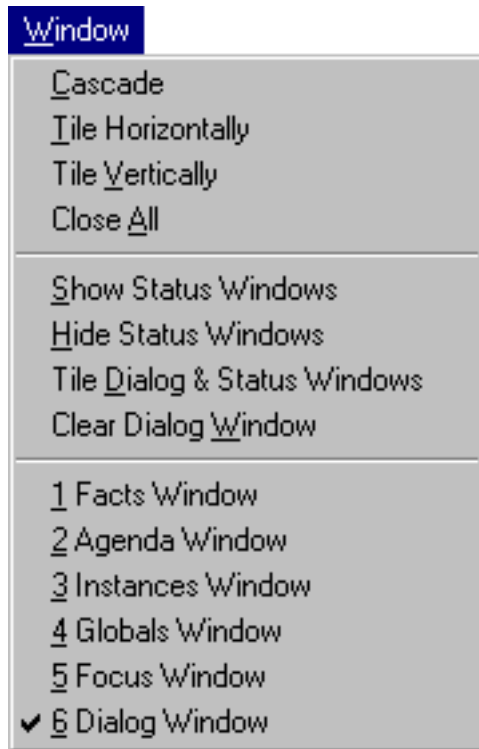 Window
Cascade
Tile Horizontally
Tile Vertically
Close All
Show Status Windows
Hide Status Windows
Tile Dialog & Status Windows
Clear Dialog Window
1 Facts Window
2 Agenda Window
3 Instances Window
4 Globals Window
5 Focus Window
6 Dialog Window